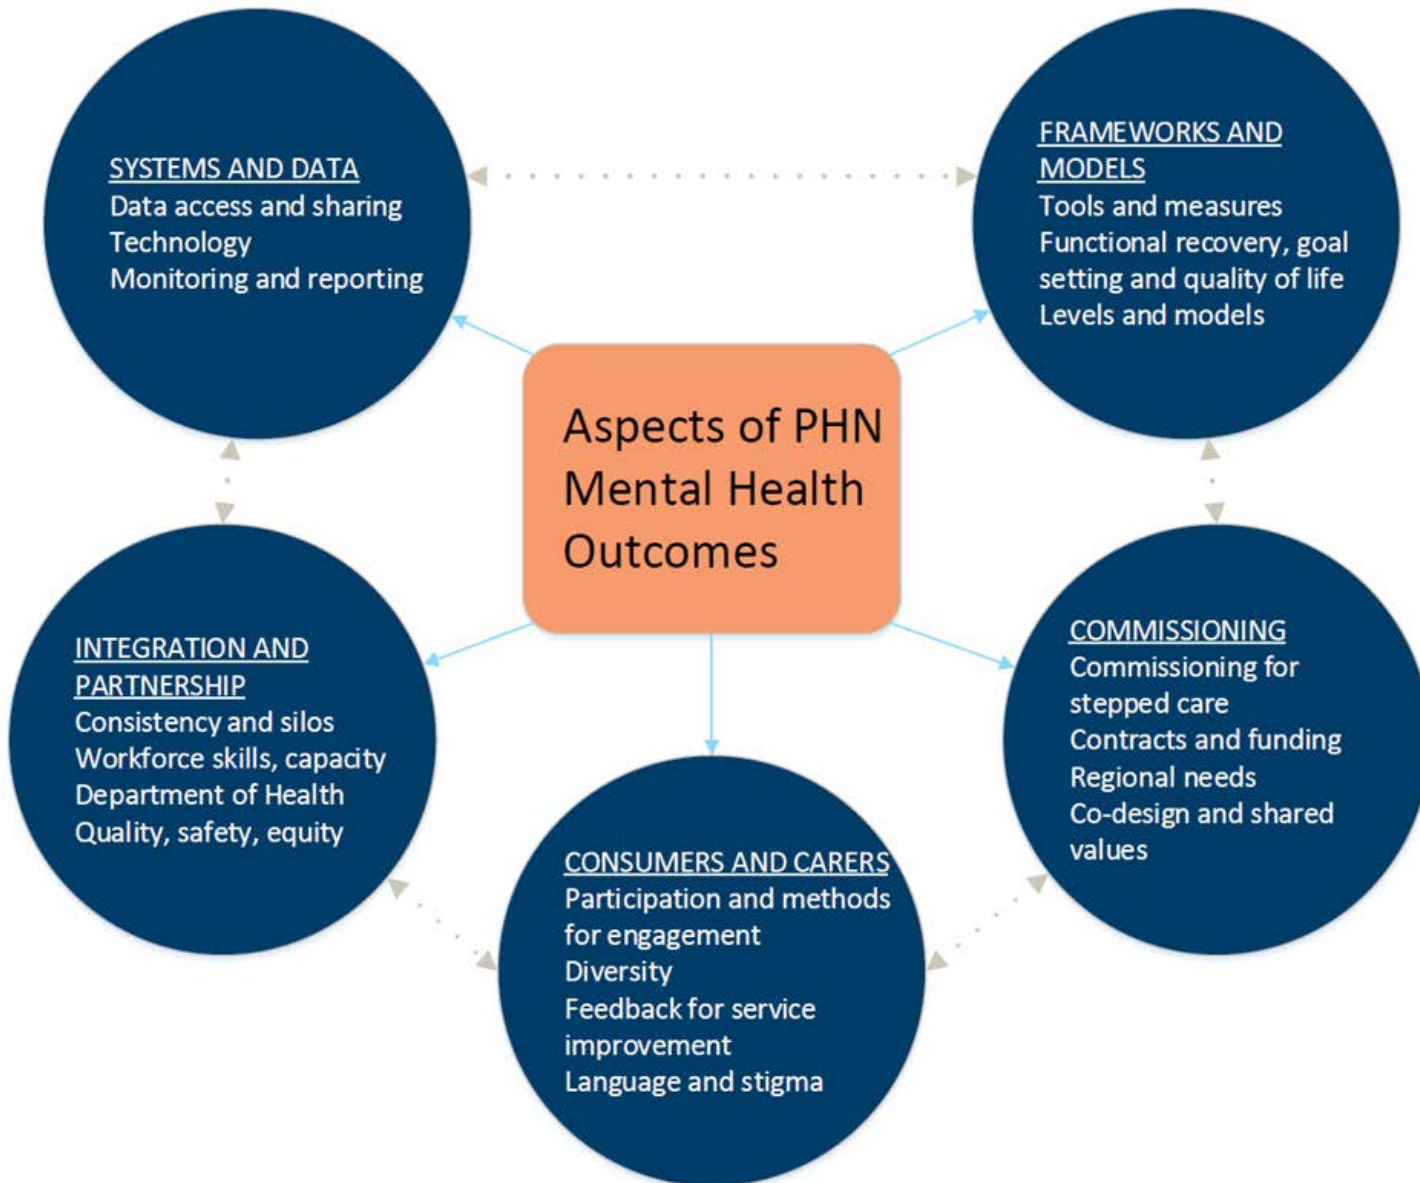 SYSTEMS AND DATA
Data access and sharing
Technology
Monitoring and reporting
FRAMEWORKS AND
MODELS
Tools and measures
Functional recovery, goal
setting and quality of life
Levels and models
Aspects of PHN
Mental Health
Outcomes
INTEGRATION AND
PARTNERSHIP
Consistency and silos
Workforce skills, capacity
Department of Health
Quality, safety, equity
COMMISSIONING
Commissioning for
stepped care
Contracts and funding
Regional needs
Co-design and shared
values
CONSUMERS AND CARERS
Participation and methods
for engagement
Diversity
Feedback for service
improvement
Language and stigma